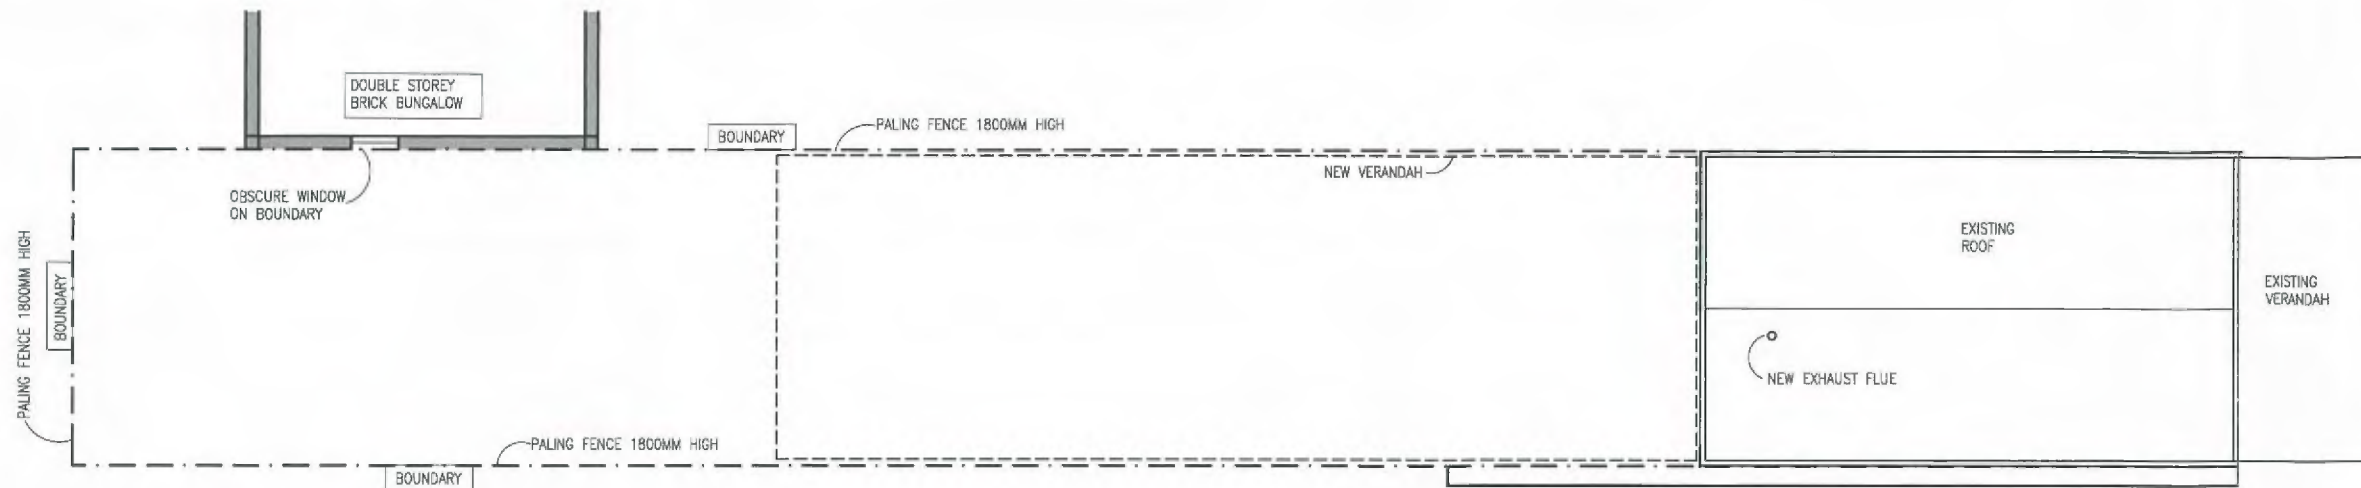 DOUBLE STOREY
BRICK BUNGALOW
BOUNDARY
PALING FENCE 1800MM HIGH
NEW VERANDAH
OBSCURE WINDOW
ON BOUNDARY
EXISTING
ROOF
EXISTING
VERANDAH
PALING FENCE 1800MM HIGH
BOUNDARY
NEW EXHAUST FLUE
PALING FENCE 1800MM HIGH
BOUNDARY